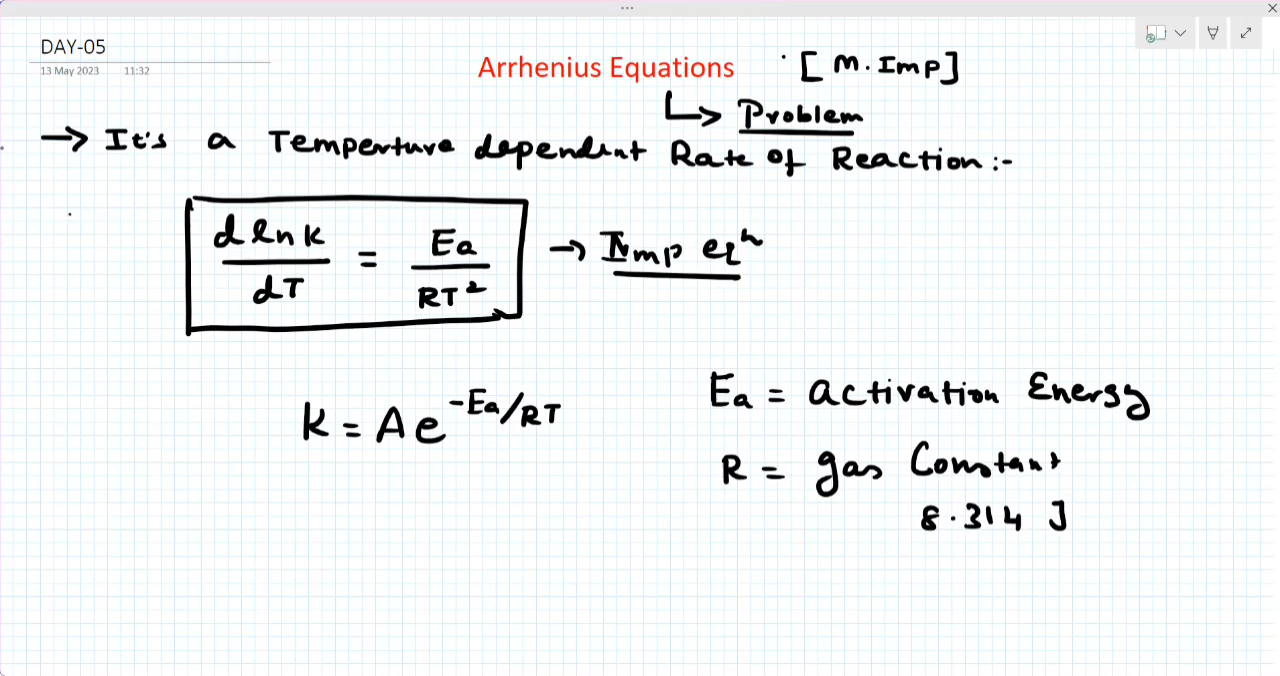 DAY-05
13 May 2023 11:32
Arrhenius Equations [M. Imp]
↳ Problem
→ It's a Temperture dependent Rate of Reaction :-
d ln k / dT = Ea / RT² → Imp eqⁿ
K = A e^-Ea/RT
Ea = activation Energy
R = gas Constant
8.314 J